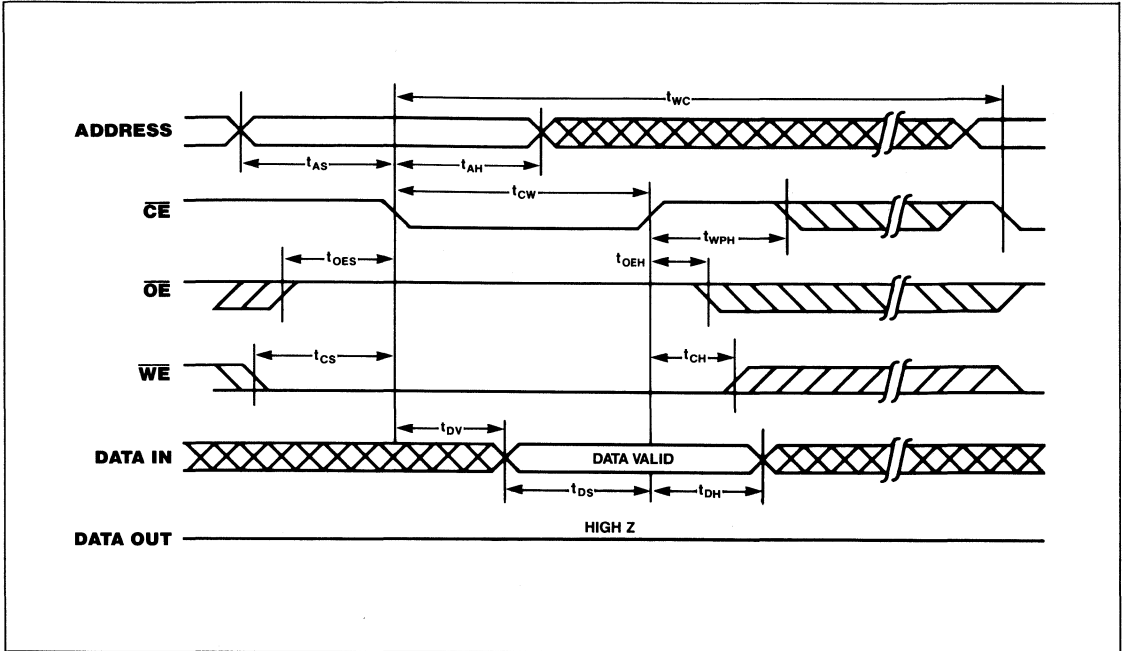 tWC
ADDRESS
tAS
tAH
tCW
CE
tWPH
tOES
tOEH
OE
tCS
tCH
WE
tDV
DATA IN
DATA VALID
tDS
tDH
HIGH Z
DATA OUT